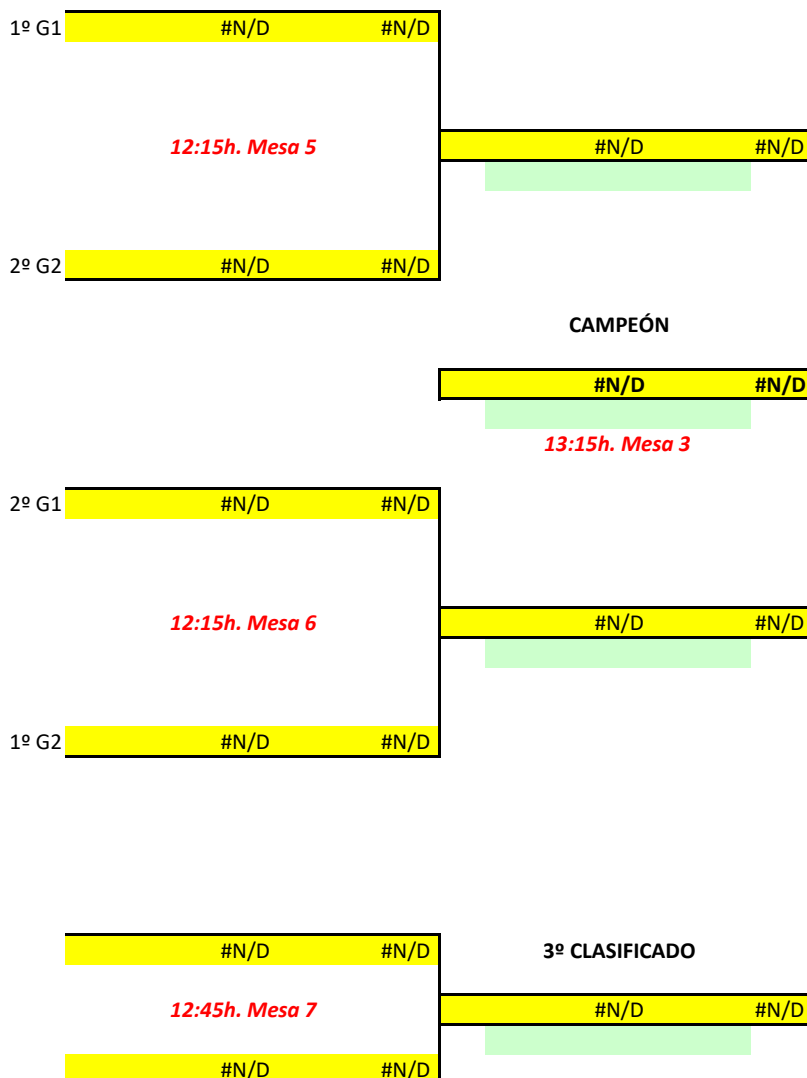 1º G1 #N/D #N/D
12:15h. Mesa 5 #N/D #N/D
2º G2 #N/D #N/D
CAMPEÓN
#N/D #N/D
13:15h. Mesa 3
2º G1 #N/D #N/D
12:15h. Mesa 6 #N/D #N/D
1º G2 #N/D #N/D
#N/D #N/D 3º CLASIFICADO
12:45h. Mesa 7 #N/D #N/D
#N/D #N/D